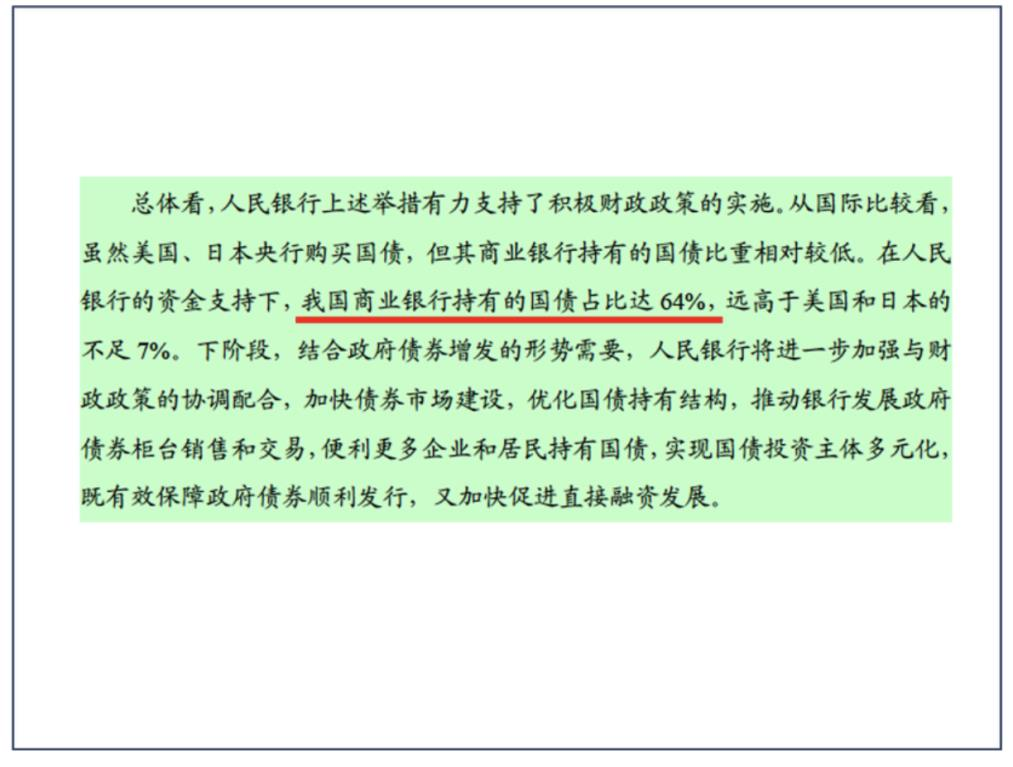 总体看,人民银行上述举措有力支持了积极财政政策的实施。从国际比较看,
虽然美国、日本央行购买国债，但其商业银行持有的国债比重相对较低。在人民
银行的资金支持下，我国商业银行持有的国债占比达 64%，远高于美国和日本的
不足 7%。下阶段，结合政府债券增发的形势需要，人民银行将进一步加强与财
政政策的协调配合，加快债券市场建设，优化国债持有结构，推动银行发展政府
债券柜台销售和交易,便利更多企业和居民持有国债,实现国债投资主体多元化,
既有效保障政府债券顺利发行，又加快促进直接融资发展。